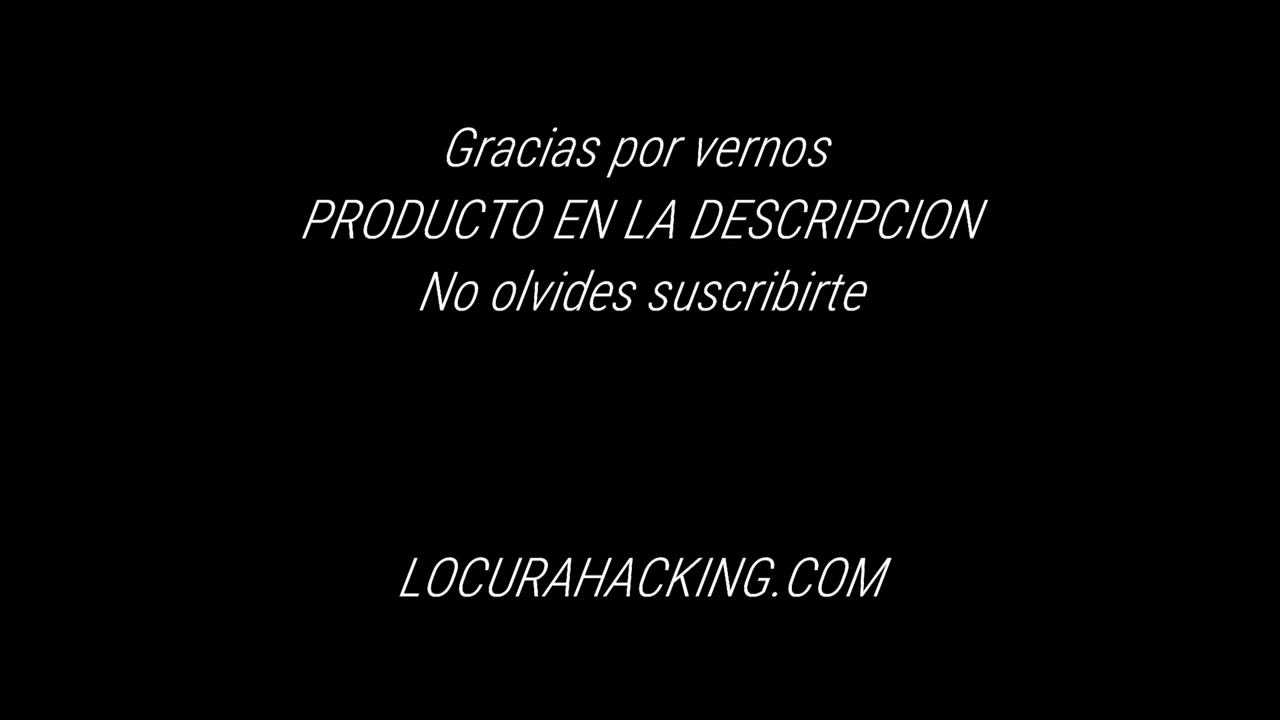 Gracias por vernos
PRODUCTO EN LA DESCRIPCION
No olvides suscribirte
LOCURAHACKING.COM